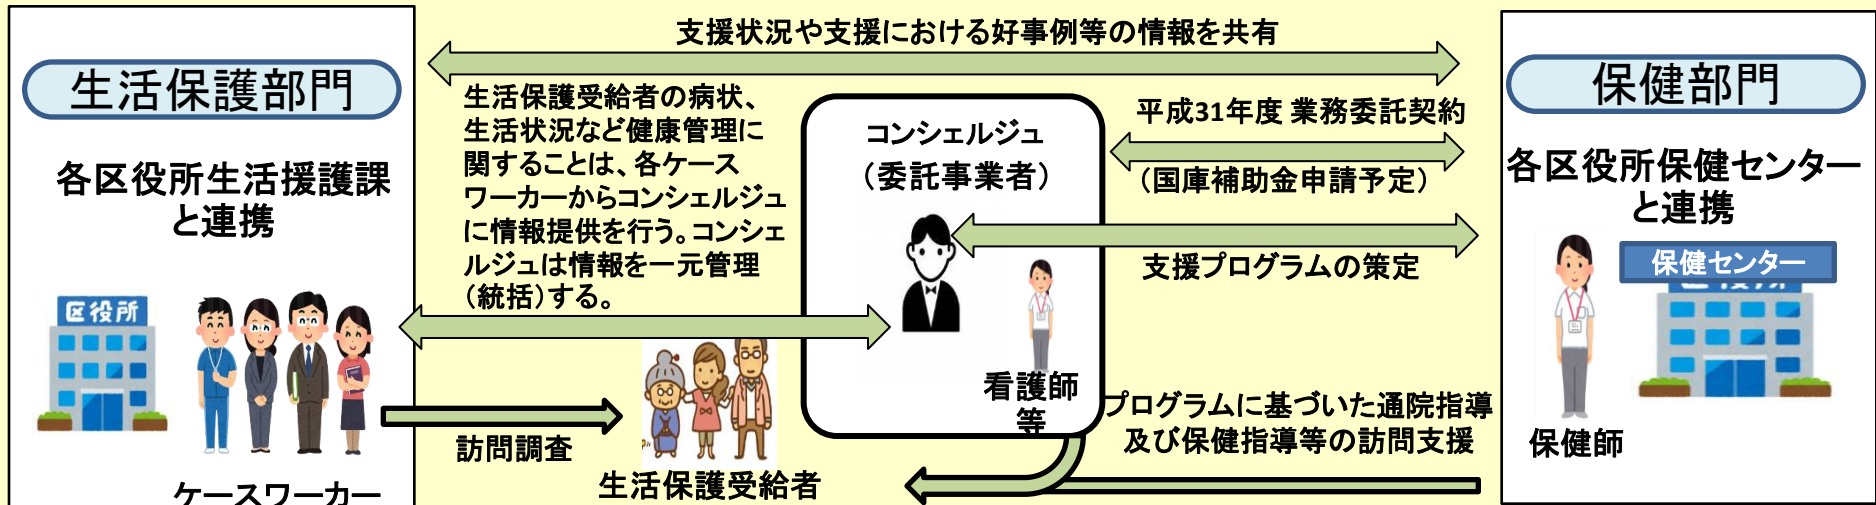 支援状況や支援における好事例等の情報を共有
生活保護部門
各区役所生活援護課
と連携
区役所
ケースワーカー
生活保護受給者の病状、
生活状況など健康管理に
関することは、各ケース
ワーカーからコンシェルジュ
に情報提供を行う。コンシェ
ルジュは情報を一元管理
（統括）する。
訪問調査
生活保護受給者
コンシェルジュ
（委託事業者）
看護師
等
平成31年度 業務委託契約
（国庫補助金申請予定）
支援プログラムの策定
プログラムに基づいた通院指導
及び保健指導等の訪問支援
保健部門
各区役所保健センター
と連携
保健センター
保健師